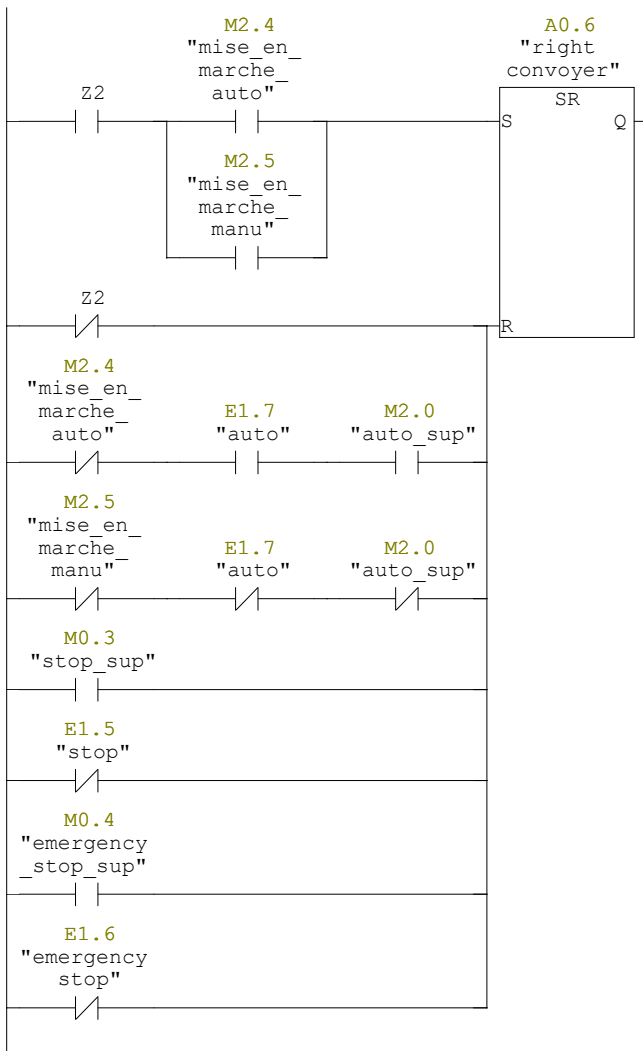 M2.4
"mise_en_
marche_
auto"
A0.6
"right
convoyer"
Z2
SR
S
Q
M2.5
"mise_en_
marche_
manu"
Z2
R
M2.4
"mise_en_
marche_
auto"
E1.7
"auto"
M2.0
"auto_sup"
M2.5
"mise_en_
marche_
manu"
E1.7
"auto"
M2.0
"auto_sup"
M0.3
"stop_sup"
E1.5
"stop"
M0.4
"emergency
_stop_sup"
E1.6
"emergency
stop"